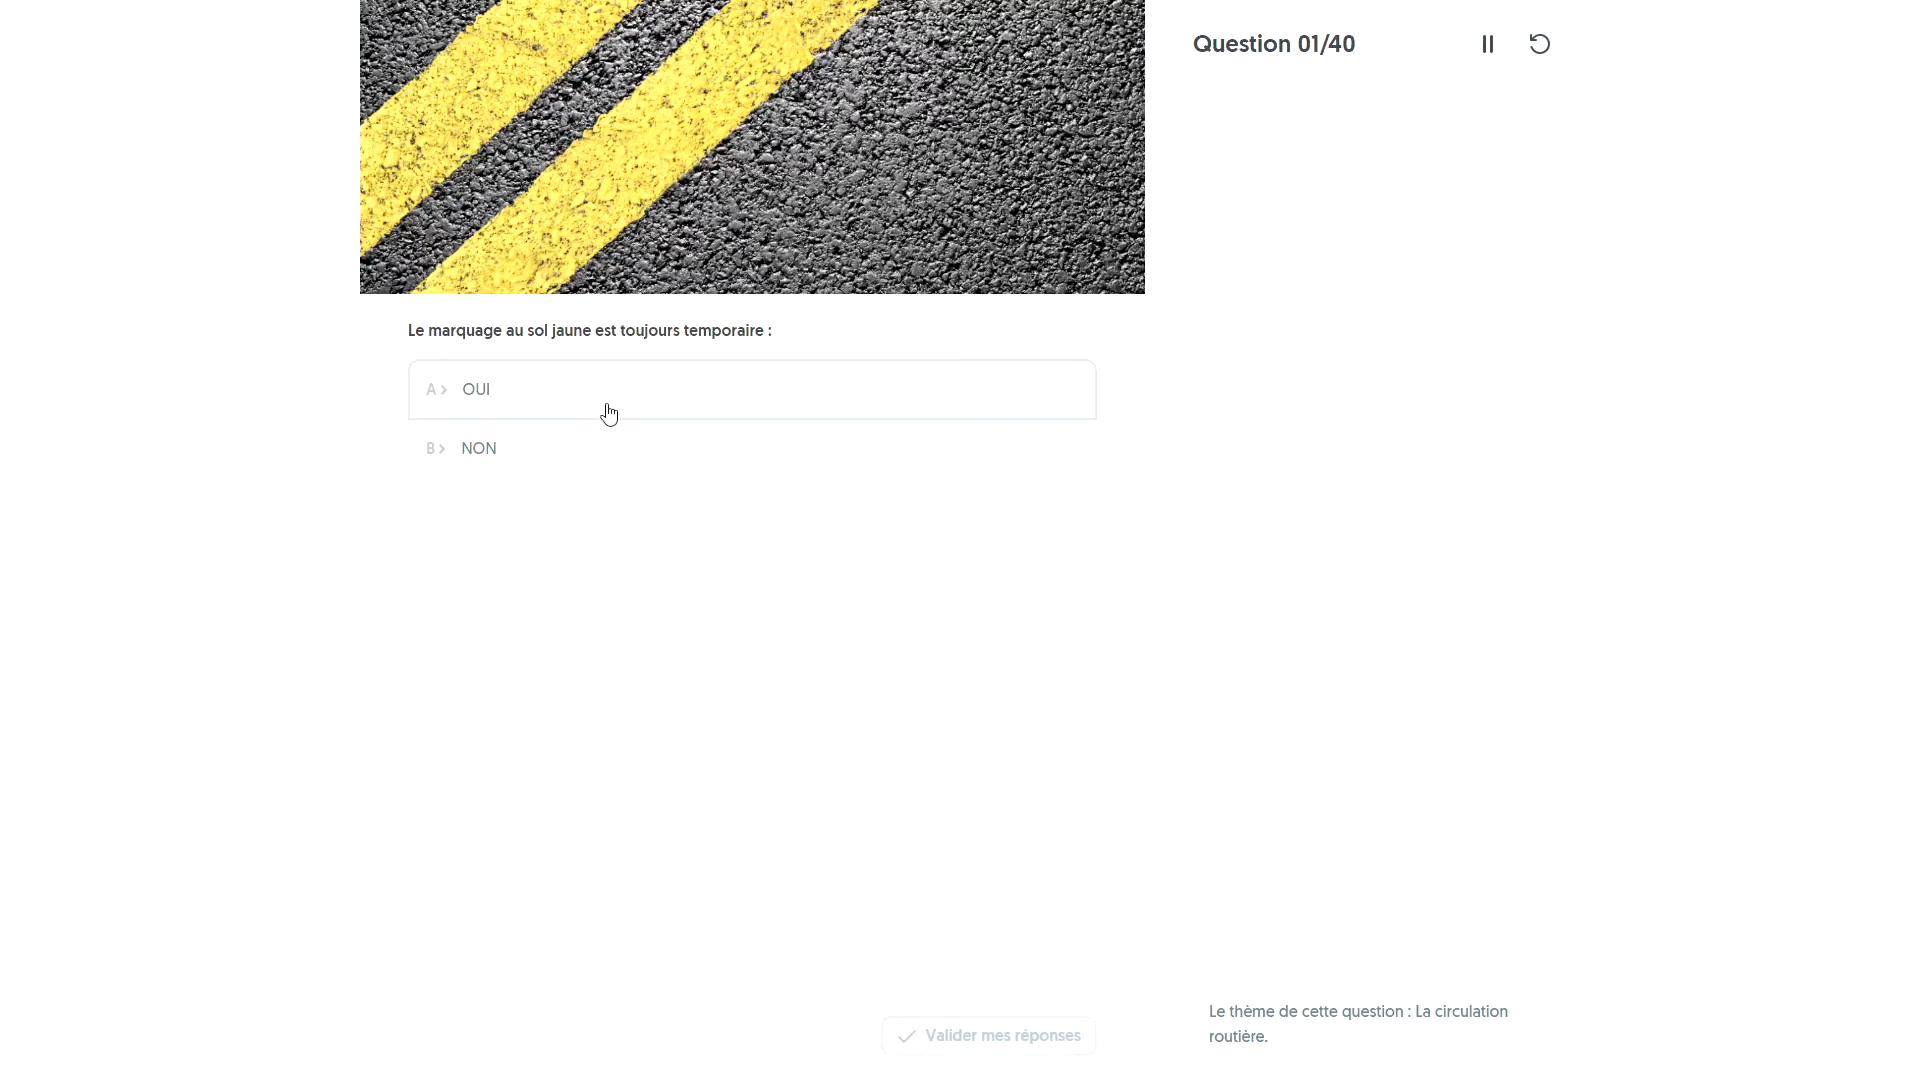 Question 01/40
Le marquage au sol jaune est toujours temporaire :
A > OUI
B > NON
Valider mes réponses
Le thème de cette question : La circulation
routière.